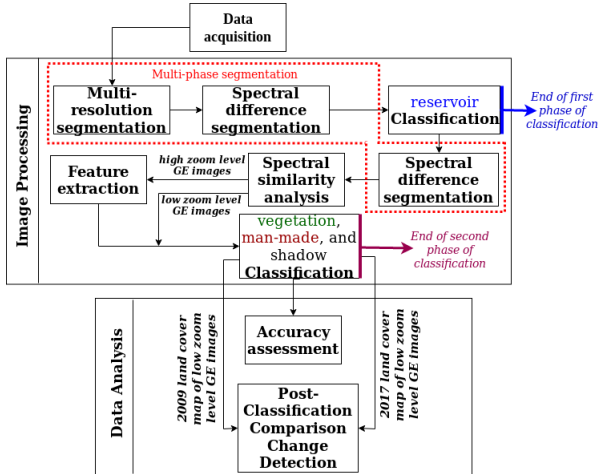 Data
acquisition
Image Processing
Multi-phase segmentation
Multi-
resolution
segmentation
Spectral
difference
segmentation
reservoir
Classification
End of first
phase of
classification
Feature
extraction
high zoom level
GE images
low zoom level
GE images
Spectral
similarity
analysis
Spectral
difference
segmentation
vegetation,
man-made, and
shadow
Classification
End of second
phase of
classification
Data Analysis
2009 land cover
map of low zoom
level GE images
Accuracy
assessment
2017 land cover
map of low zoom
level GE images
Post-
Classification
Comparison
Change
Detection